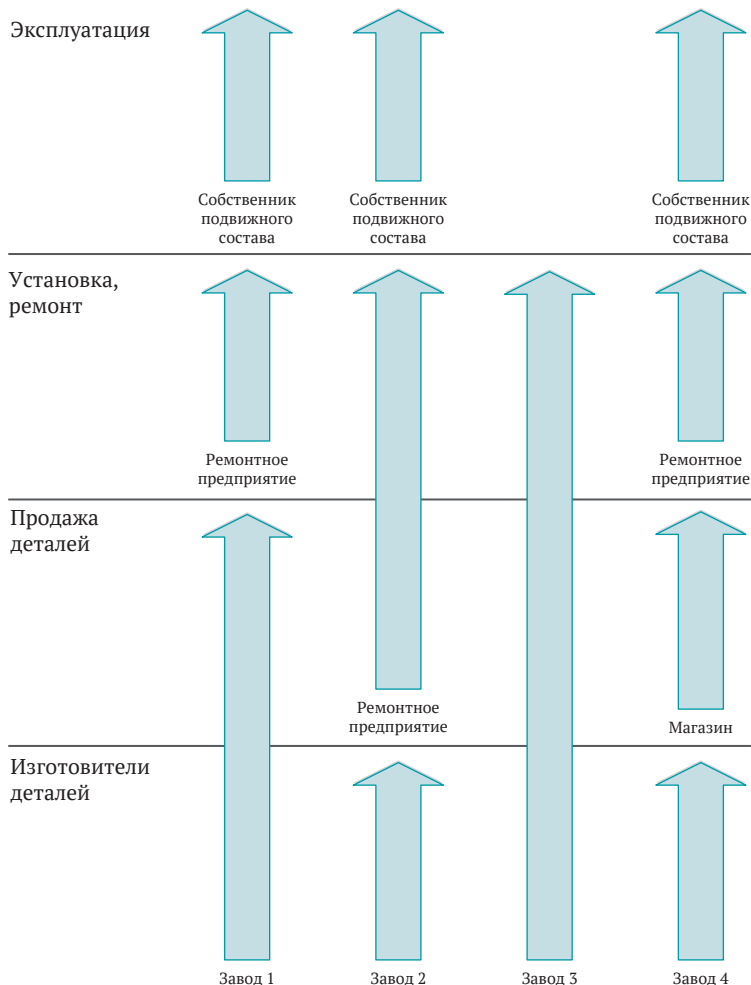 Эксплуатация
Собственник
подвижного
состава
Собственник
подвижного
состава
Собственник
подвижного
состава
Установка,
ремонт
Ремонтное
предприятие
Ремонтное
предприятие
Продажа
деталей
Ремонтное
предприятие
Магазин
Изготовители
деталей
Завод 1
Завод 2
Завод 3
Завод 4